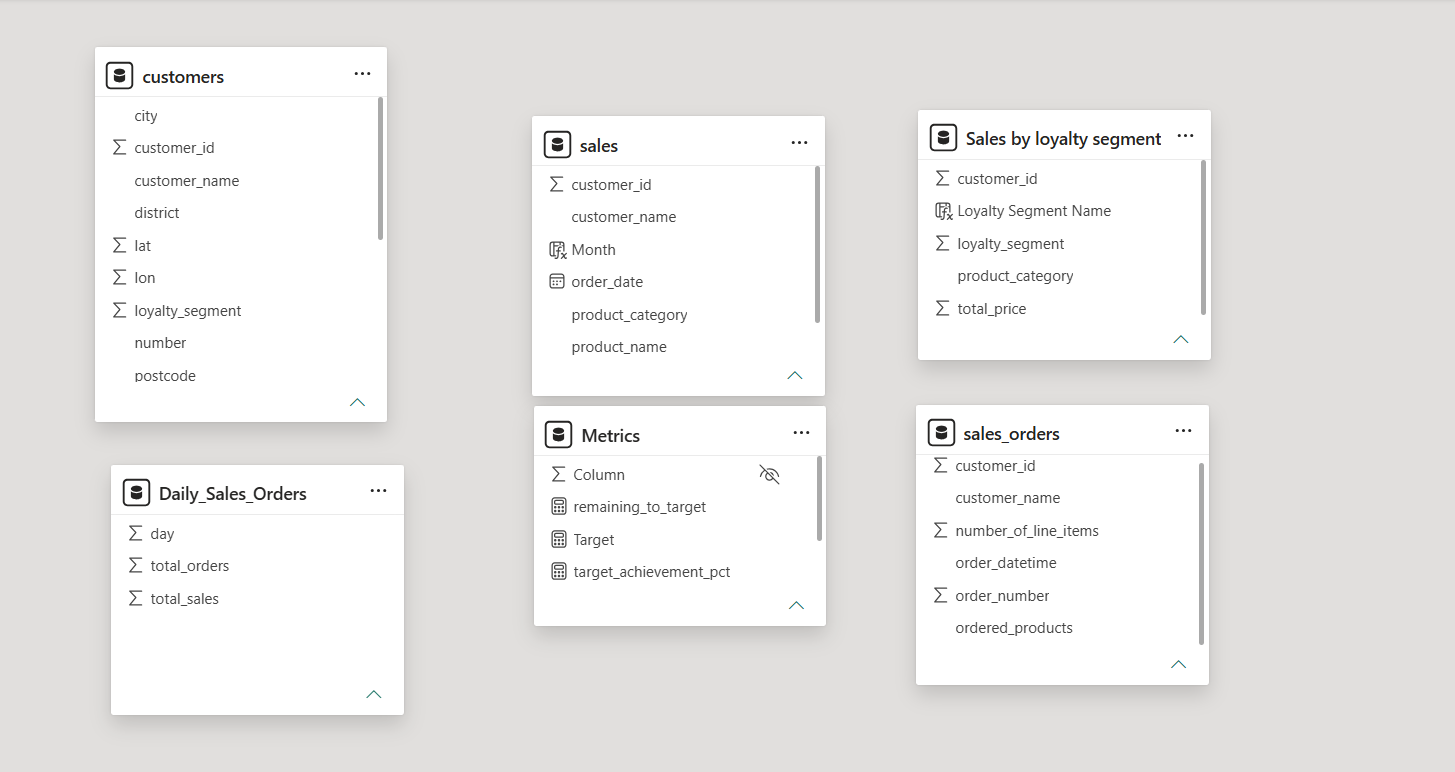 customers
city
customer_id
customer_name
district
lat
lon
loyalty_segment
number
postcode
Daily_Sales_Orders
day
total_orders
total_sales
sales
customer_id
customer_name
Month
order_date
product_category
product_name
Metrics
Column
remaining_to_target
Target
target_achievement_pct
Sales by loyalty segment
customer_id
Loyalty Segment Name
loyalty_segment
product_category
total_price
sales_orders
customer_id
customer_name
number_of_line_items
order_datetime
order_number
ordered_products